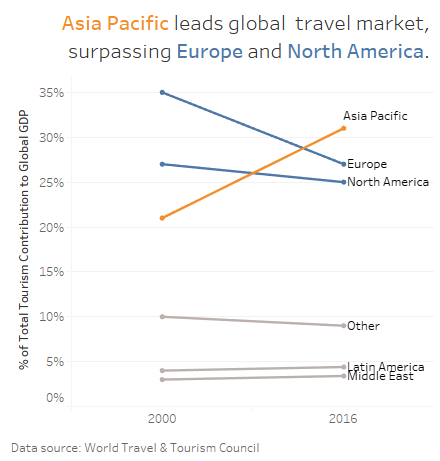 Asia Pacific leads global travel market,
surpassing Europe and North America.
% of Total Tourism Contribution to Global GDP
35%
30%
25%
20%
15%
10%
5%
0%
Asia Pacific
Europe
North America
Other
Latin America
Middle East
2000
2016
Data source: World Travel & Tourism Council